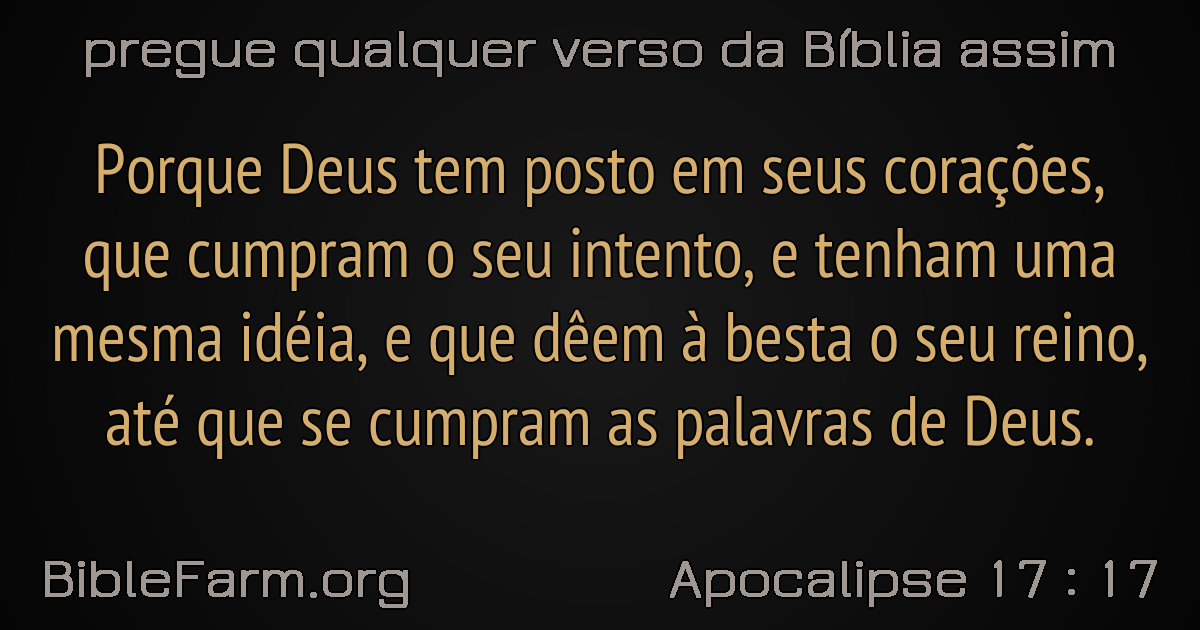 pregue qualquer verso da Bíblia assim
Porque Deus tem posto em seus corações,
que cumpram o seu intento, e tenham uma
mesma idéia, e que dêem à besta o seu reino,
até que se cumpram as palavras de Deus.
BibleFarm.org
Apocalipse 17 : 17